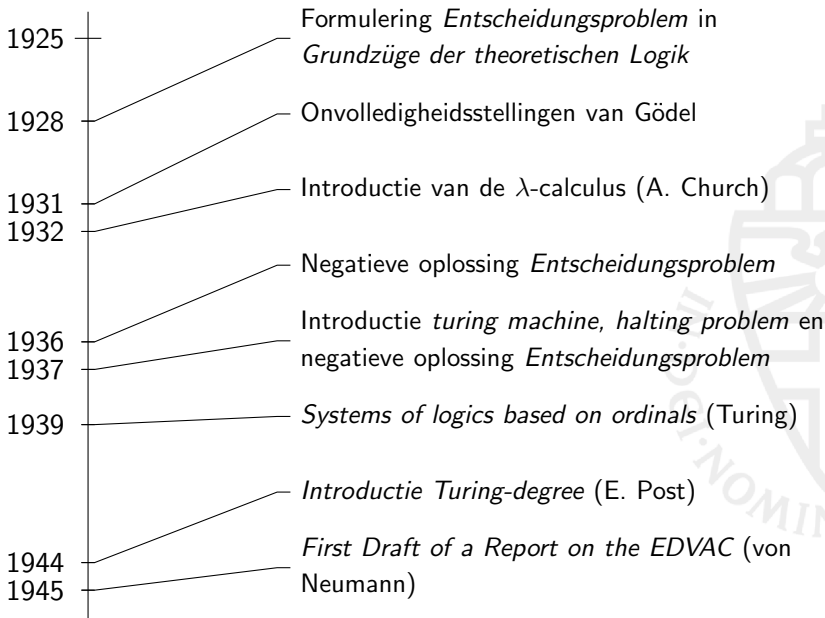 1925
Formulering Entscheidungsproblem in
Grundzüge der theoretischen Logik
1928
Onvolledigheidsstellingen van Gödel
1931
Introductie van de λ-calculus (A. Church)
1932
Negatieve oplossing Entscheidungsproblem
1936
Introductie turing machine, halting problem en
negatieve oplossing Entscheidungsproblem
1937
Systems of logics based on ordinals (Turing)
1939
Introductie Turing-degree (E. Post)
1944
First Draft of a Report on the EDVAC (von
Neumann)
1945